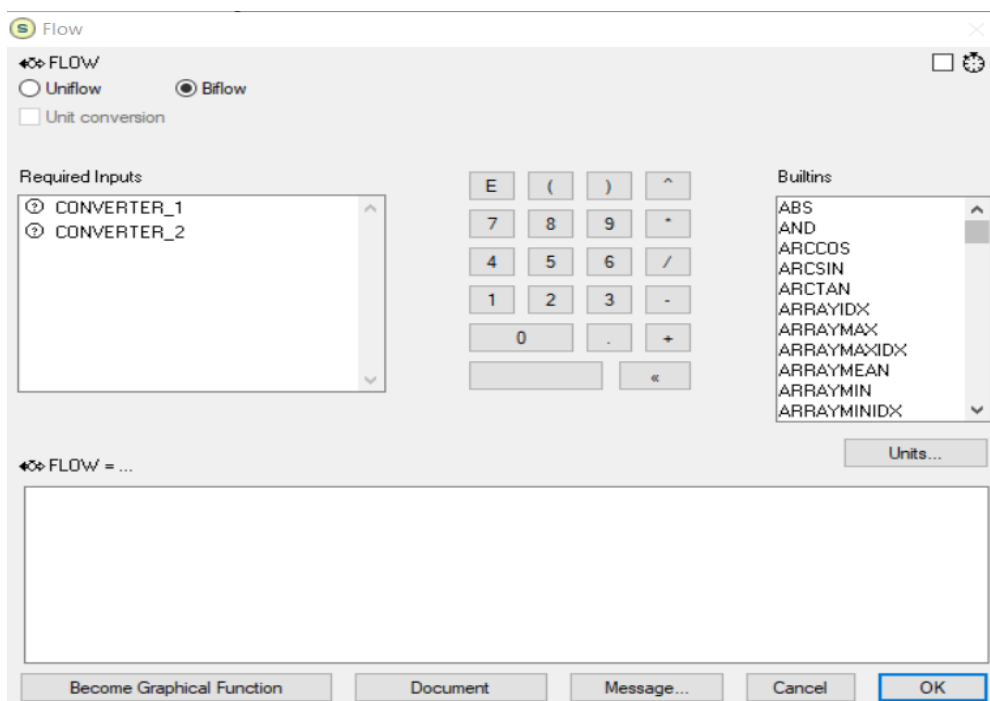 S Flow
FLOW
Uniflow Biflow
Unit conversion
Required Inputs
CONVERTER_1
CONVERTER_2
E ( ) ^
7 8 9 *
4 5 6 /
1 2 3 -
0 . +
«
Builtins
ABS
AND
ARCCOS
ARCSIN
ARCTAN
ARRAYIDX
ARRAYMAX
ARRAYMAXIDX
ARRAYMEAN
ARRAYMIN
ARRAYMINIDX
Units...
FLOW = ...
Become Graphical Function Document Message... Cancel OK